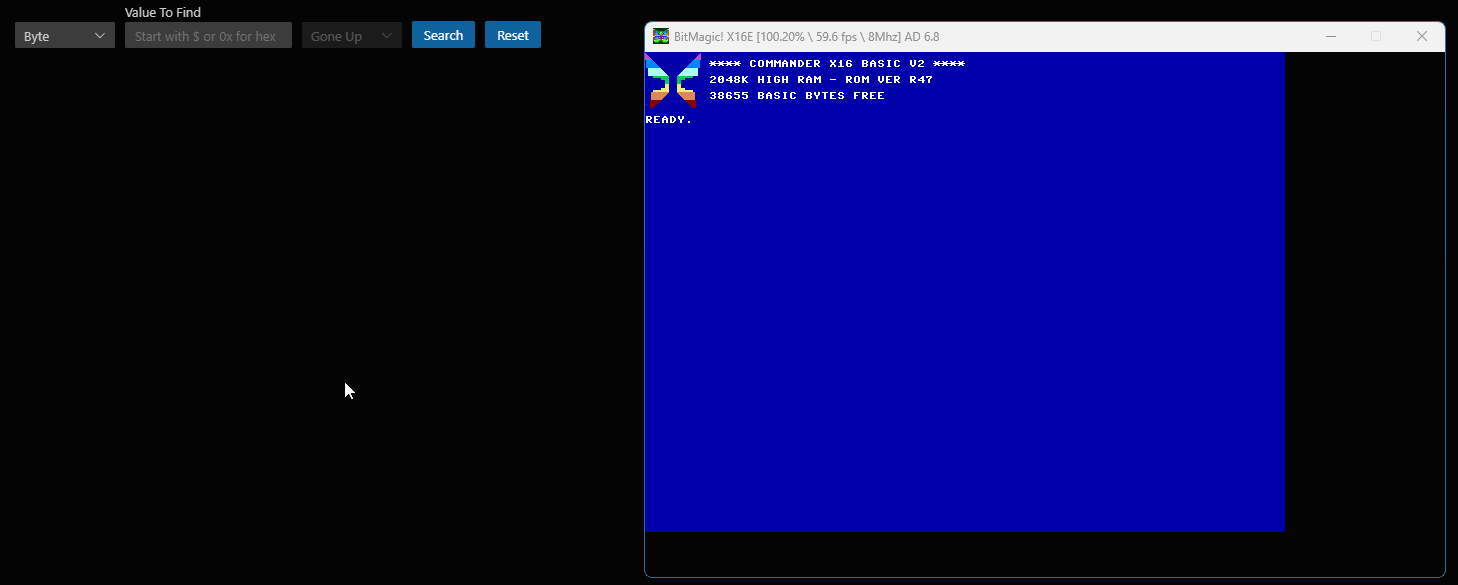 Value To Find
Byte
Start with $ or 0x for hex
Gone Up
Search
Reset
BitMagic! X16E [100.20% \ 59.6 fps \ 8Mhz] AD 6.8
**** COMMANDER X16 BASIC V2 ****
2048K HIGH RAM - ROM VER R47
38655 BASIC BYTES FREE
READY.